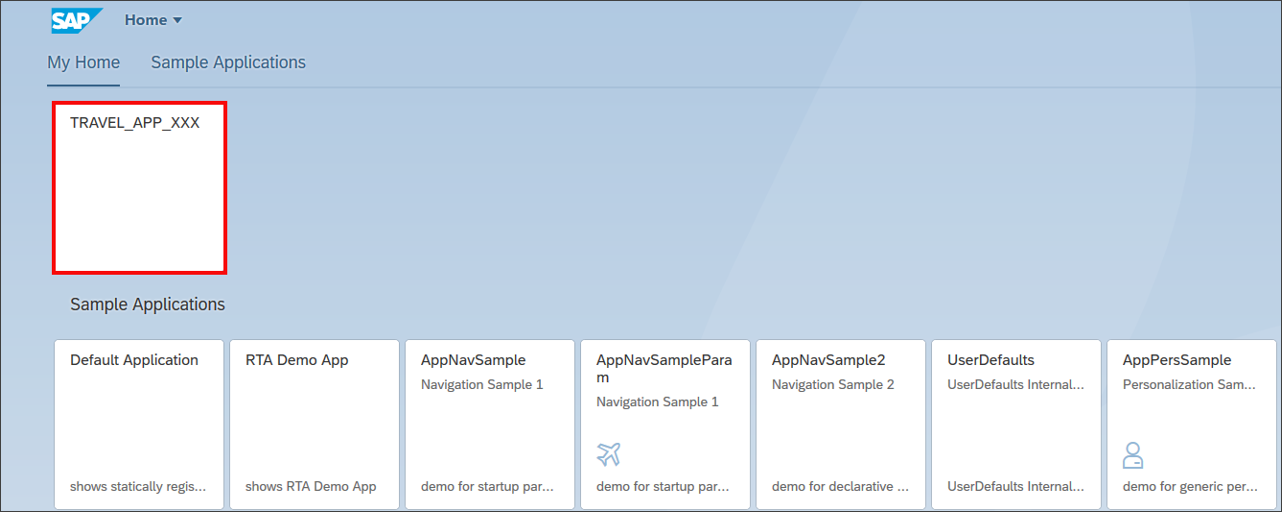 SAP Home
My Home Sample Applications
TRAVEL_APP_XXX
Sample Applications
Default Application RTA Demo App AppNavSample AppNavSamplePara AppNavSample2 UserDefaults AppPersSample
m
Navigation Sample 1 Navigation Sample 2 UserDefaults Internal... Personalization Sam...
Navigation Sample 1
shows statically regis... shows RTA Demo App demo for startup par... demo for startup par... demo for declarative ... UserDefaults Internal... demo for generic per...